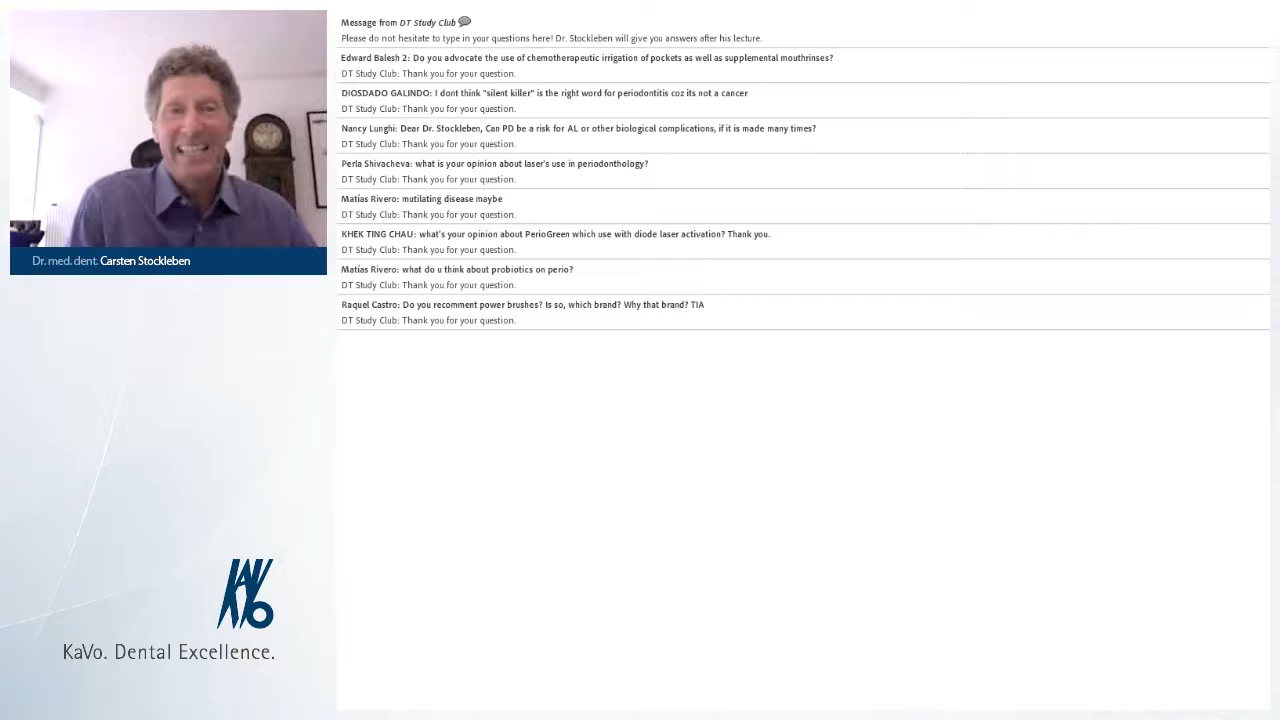 Message from DT Study Club
Please do not hesitate to type in your questions here! Dr. Stockleben will give you answers after his lecture.
Edward Balesh 2: Do you advocate the use of chemotherapeutic irrigation of pockets as well as supplemental mouthrinses?
DT Study Club: Thank you for your question.
DIOSDADO GALINDO: I dont think "silent killer" is the right word for periodontitis coz its not a cancer
DT Study Club: Thank you for your question.
Nancy Lunghi: Dear Dr. Stockleben, Can PD be a risk for AL or other biological complications, if it is made many times?
DT Study Club: Thank you for your question.
Perla Shivacheva: what is your opinion about laser's use in periodonthology?
DT Study Club: Thank you for your question.
Matías Rivero: mutilating disease maybe
DT Study Club: Thank you for your question.
KHEK TING CHAU: what's your opinion about PerioGreen which use with diode laser activation? Thank you.
DT Study Club: Thank you for your question.
Matías Rivero: what do u think about probiotics on perio?
DT Study Club: Thank you for your question.
Raquel Castro: Do you recomment power brushes? Is so, which brand? Why that brand? TIA
DT Study Club: Thank you for your question.
Dr. med. dent. Carsten Stockleben
KAVO
KaVo. Dental Excellence.